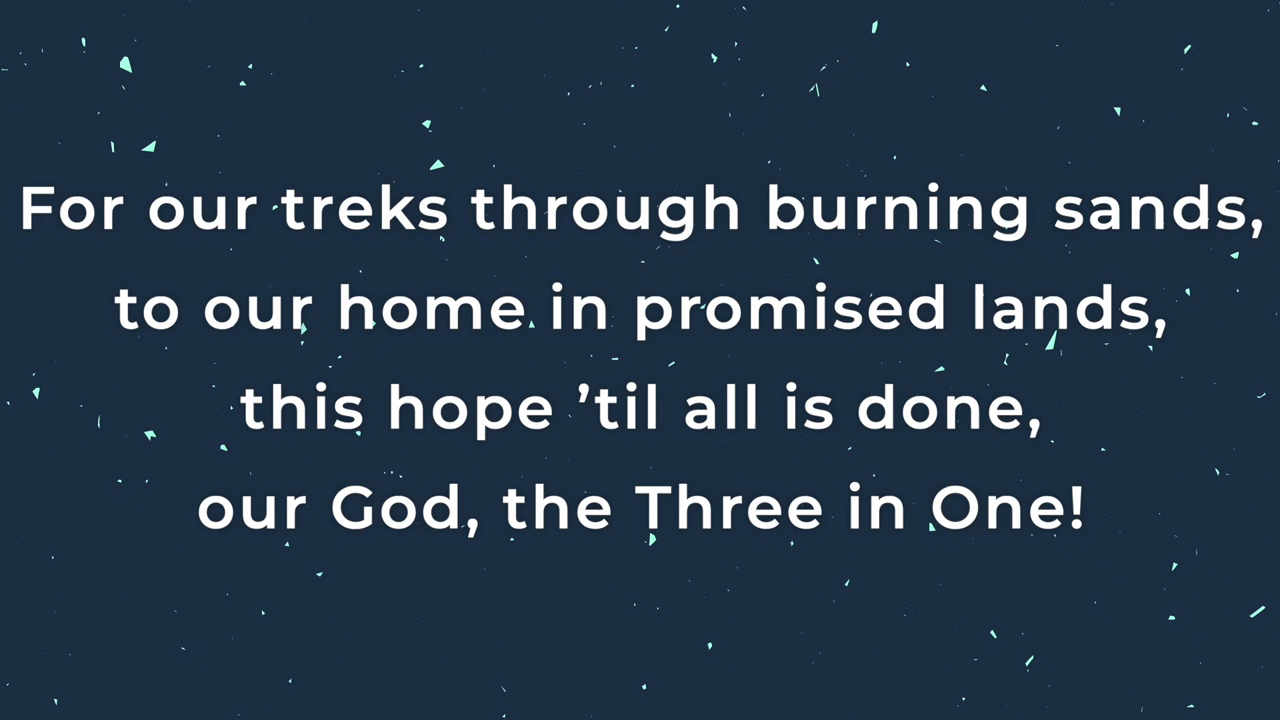 For our treks through burning sands,
to our home in promised lands,
this hope ’til all is done,
our God, the Three in One!